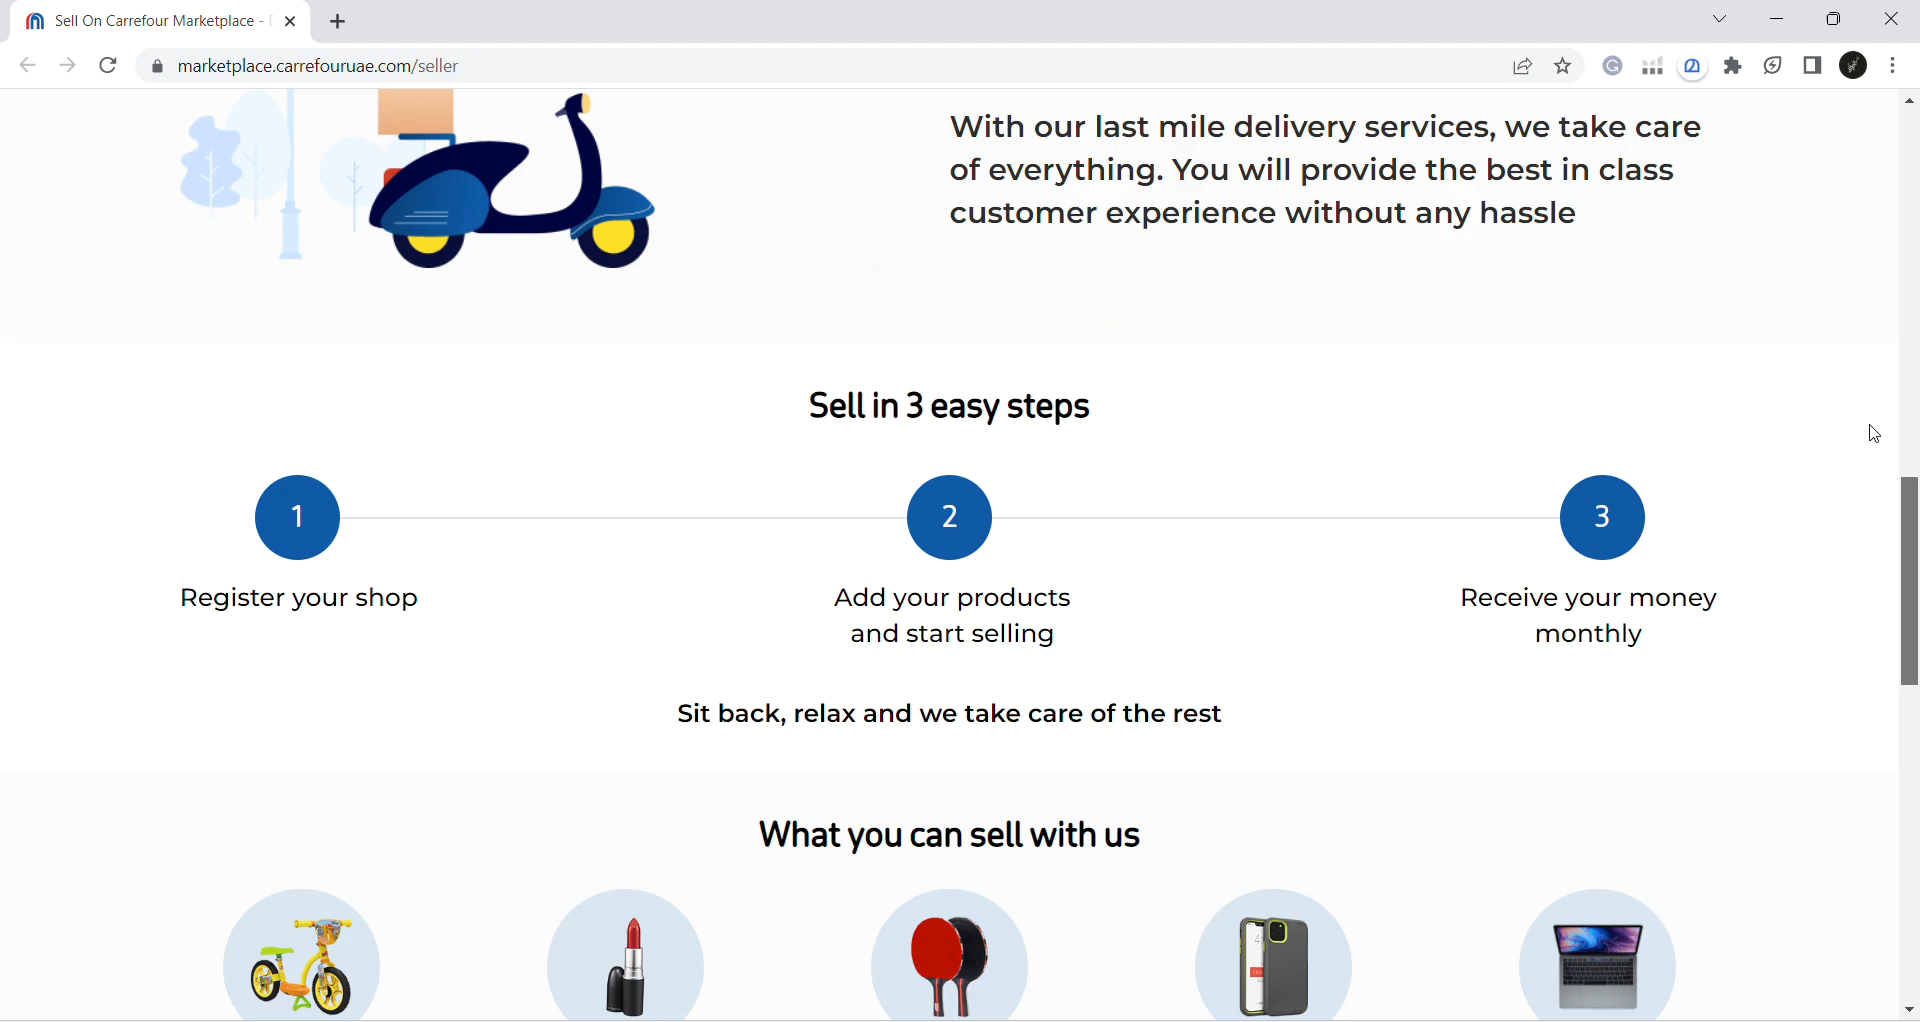 Sell On Carrefour Marketplace -
marketplace.carrefouruae.com/seller
With our last mile delivery services, we take care
of everything. You will provide the best in class
customer experience without any hassle
Sell in 3 easy steps
1
2
3
Register your shop
Add your products
and start selling
Receive your money
monthly
Sit back, relax and we take care of the rest
What you can sell with us